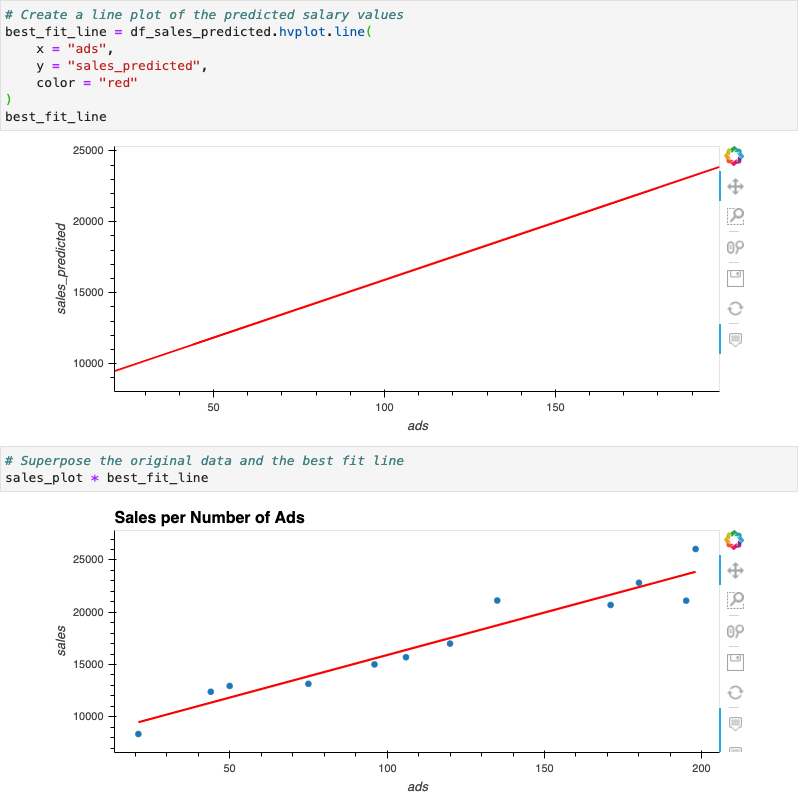 # Create a line plot of the predicted salary values
best_fit_line = df_sales_predicted.hvplot.line(
    x = "ads",
    y = "sales_predicted",
    color = "red"
)
best_fit_line
25000
20000
15000
10000
sales_predicted
50 100 150
ads
# Superpose the original data and the best fit line
sales_plot * best_fit_line
Sales per Number of Ads
25000
20000
15000
10000
sales
50 100 150 200
ads